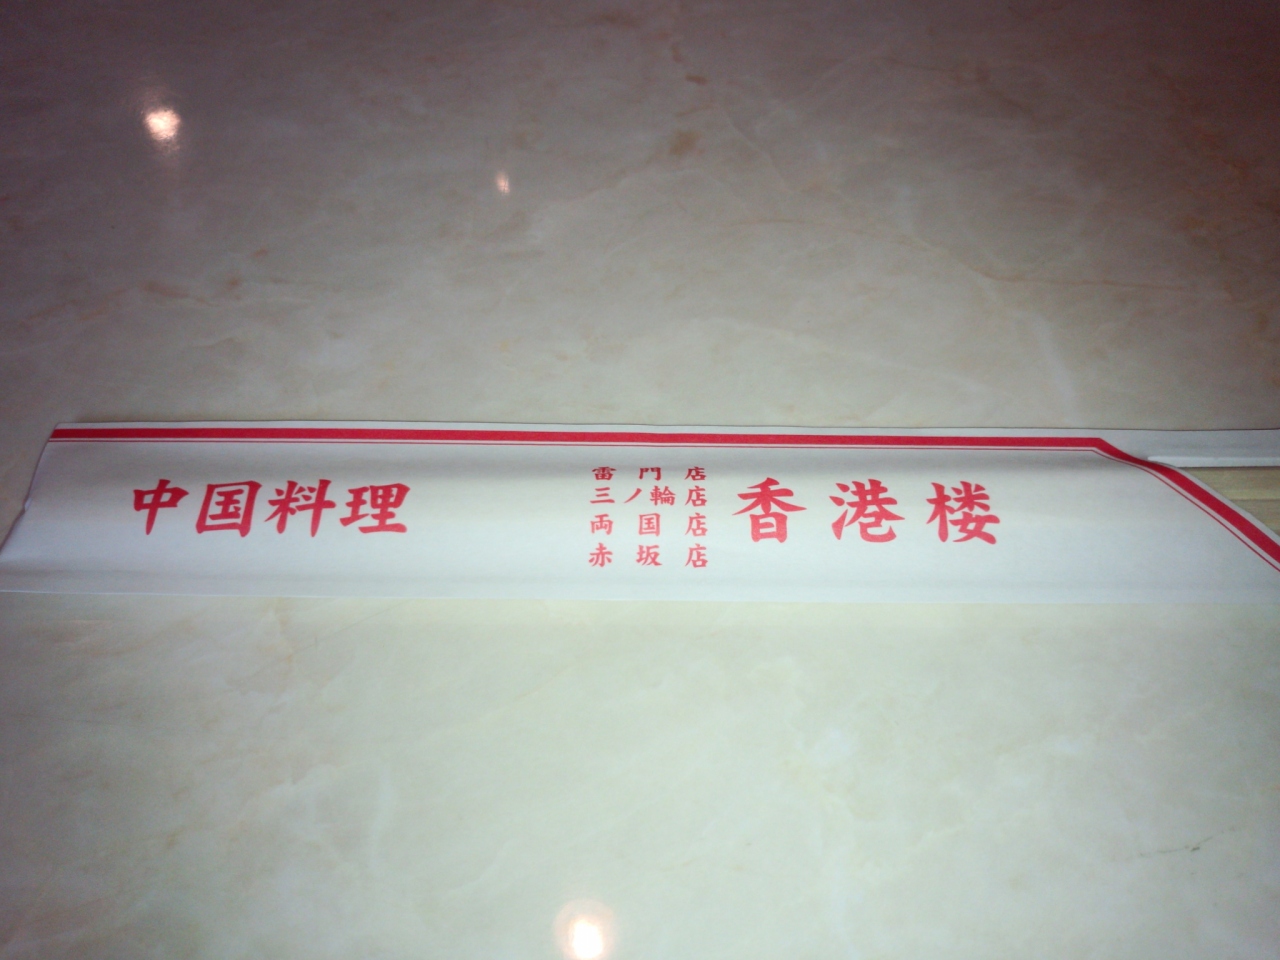 中国料理
雷門店
三ノ輪店
両国店
赤坂店
香港楼